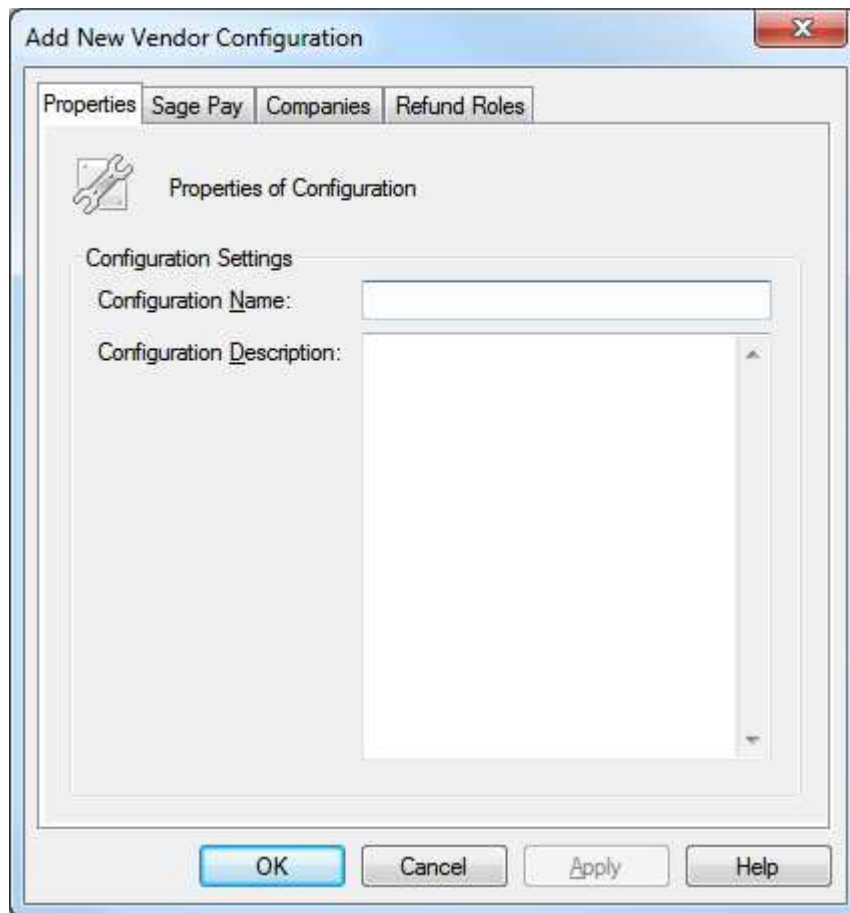 Add New Vendor Configuration
Properties Sage Pay Companies Refund Roles
Properties of Configuration
Configuration Settings
Configuration Name:
Configuration Description:
OK Cancel Apply Help